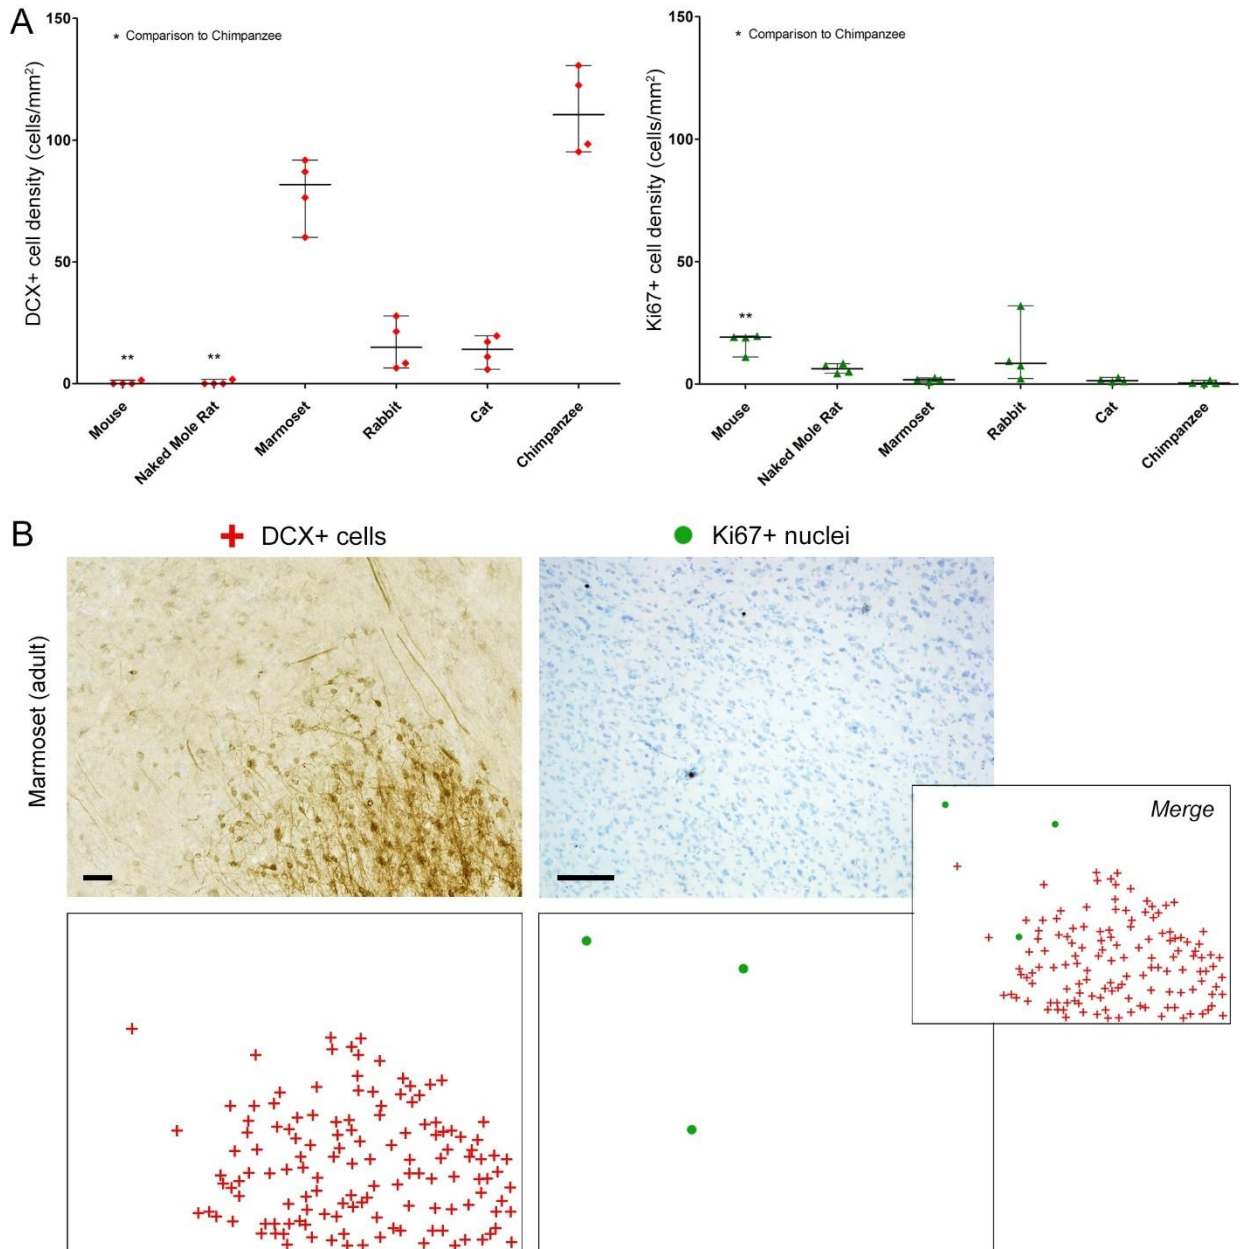 A
150
* Comparison to Chimpanzee
100
50
0
DCX+ cell density (cells/mm²)
** **
Mouse
Naked Mole Rat
Marmoset
Rabbit
Cat
Chimpanzee
150
* Comparison to Chimpanzee
100
50
0
Ki67+ cell density (cells/mm²)
**
Mouse
Naked Mole Rat
Marmoset
Rabbit
Cat
Chimpanzee
B
DCX+ cells
Ki67+ nuclei
Marmoset (adult)
Merge